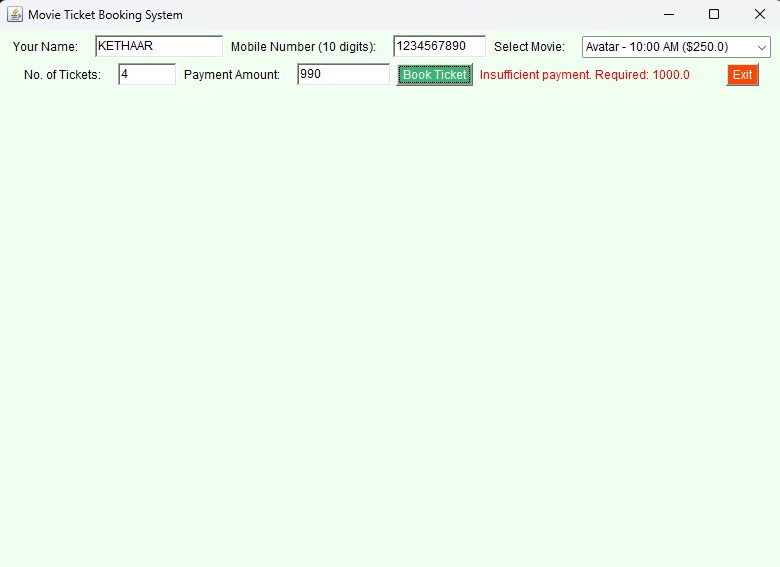 Movie Ticket Booking System
Your Name: KETHAAR Mobile Number (10 digits): 1234567890 Select Movie: Avatar - 10:00 AM ($250.0)
No. of Tickets: 4 Payment Amount: 990 Book Ticket Insufficient payment. Required: 1000.0 Exit